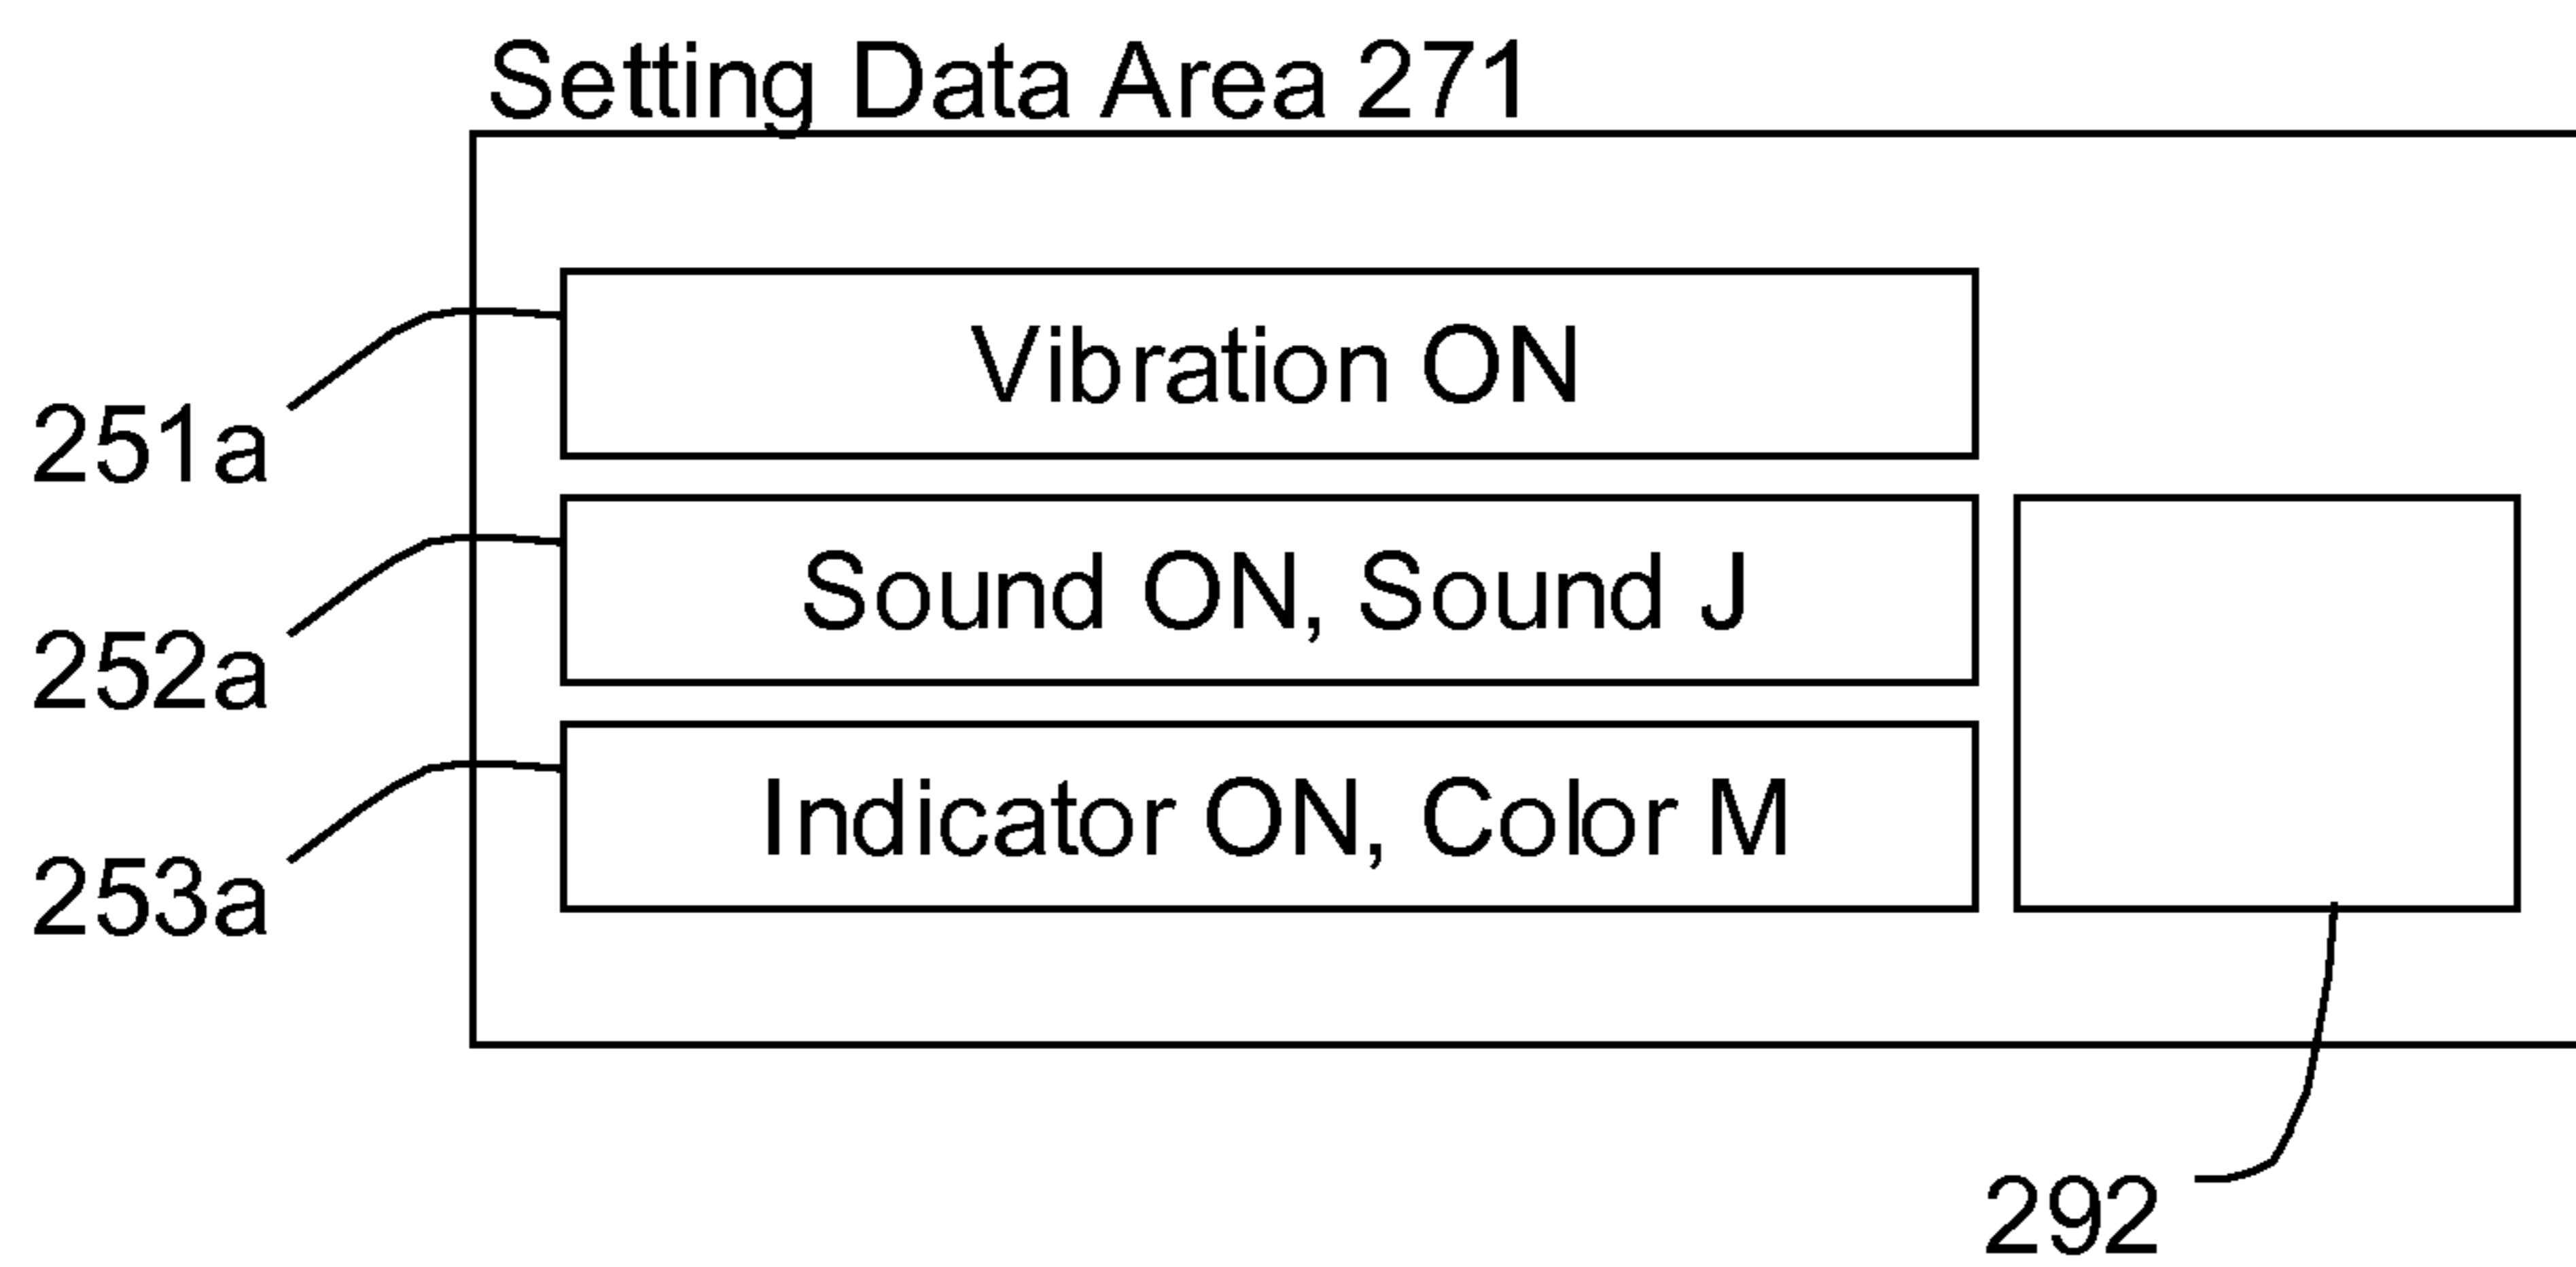 Setting Data Area 271
Vibration ON
251a
Sound ON, Sound J
252a
Indicator ON, Color M
253a
292